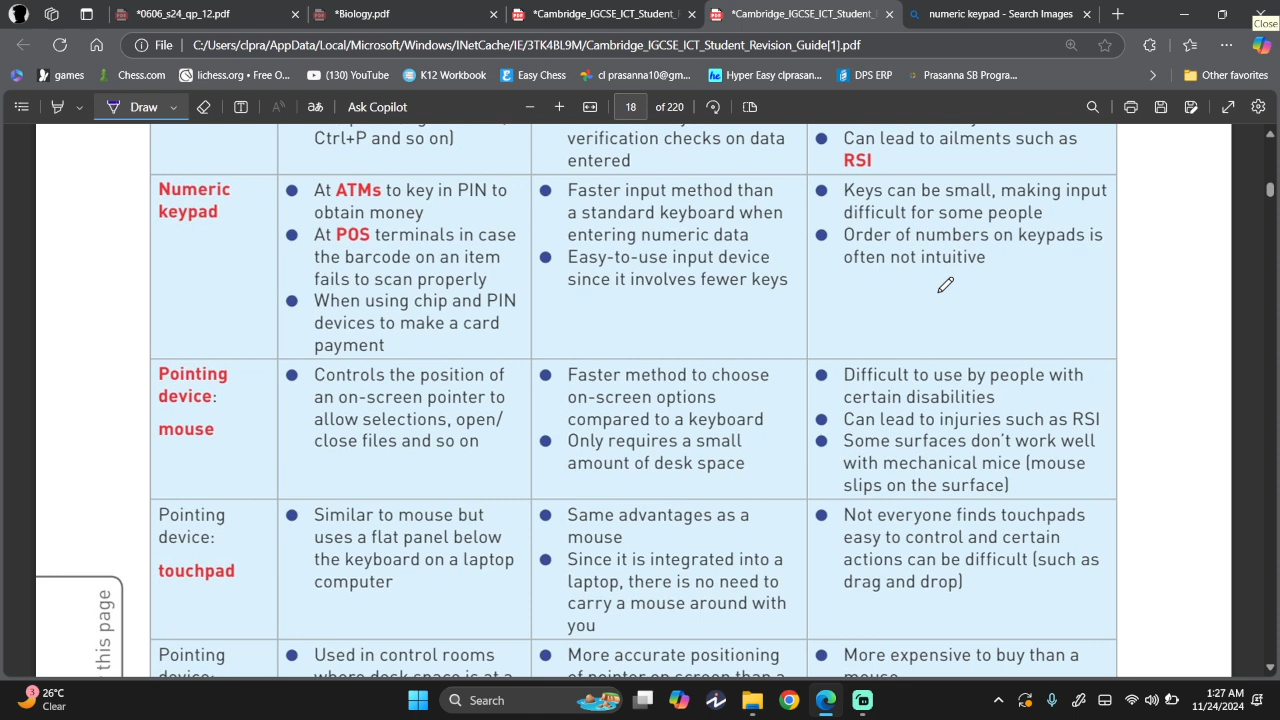 *0606_s24_qp_12.pdf
*Biology.pdf
*Cambridge_IGCSE_ICT_Student_
*Cambridge_IGCSE_ICT_Student_
numeric keypad - Search Images
Close
File
C:/Users/clpra/AppData/Local/Microsoft/Windows/INetCache/IE/3TK4BL9M/Cambridge_IGCSE_ICT_Student_Revision_Guide[1].pdf
games
Chess.com
lichess.org • Free O...
(130) YouTube
K12 Workbook
Easy Chess
cl prasanna10@gm...
Hyper Easy clprasan...
DPS ERP
Prasanna SB Progra...
Other favorites
Draw
Ask Copilot
18 of 220
Ctrl+P and so on)
verification checks on data
entered
Can lead to ailments such as
RSI
Numeric
keypad
At ATMs to key in PIN to
obtain money
At POS terminals in case
the barcode on an item
fails to scan properly
When using chip and PIN
devices to make a card
payment
Faster input method than
a standard keyboard when
entering numeric data
Easy-to-use input device
since it involves fewer keys
Keys can be small, making input
difficult for some people
Order of numbers on keypads is
often not intuitive
Pointing
device:
mouse
Controls the position of
an on-screen pointer to
allow selections, open/
close files and so on
Faster method to choose
on-screen options
compared to a keyboard
Only requires a small
amount of desk space
Difficult to use by people with
certain disabilities
Can lead to injuries such as RSI
Some surfaces don't work well
with mechanical mice (mouse
slips on the surface)
Pointing
device:
touchpad
Similar to mouse but
uses a flat panel below
the keyboard on a laptop
computer
Same advantages as a
mouse
Since it is integrated into a
laptop, there is no need to
carry a mouse around with
you
Not everyone finds touchpads
easy to control and certain
actions can be difficult (such as
drag and drop)
this page
Pointing
device:
Used in control rooms
where desk space is at a
More accurate positioning
of pointer on screen than a
More expensive to buy than a
mouse
3
26°C
Clear
Search
1:27 AM
11/24/2024